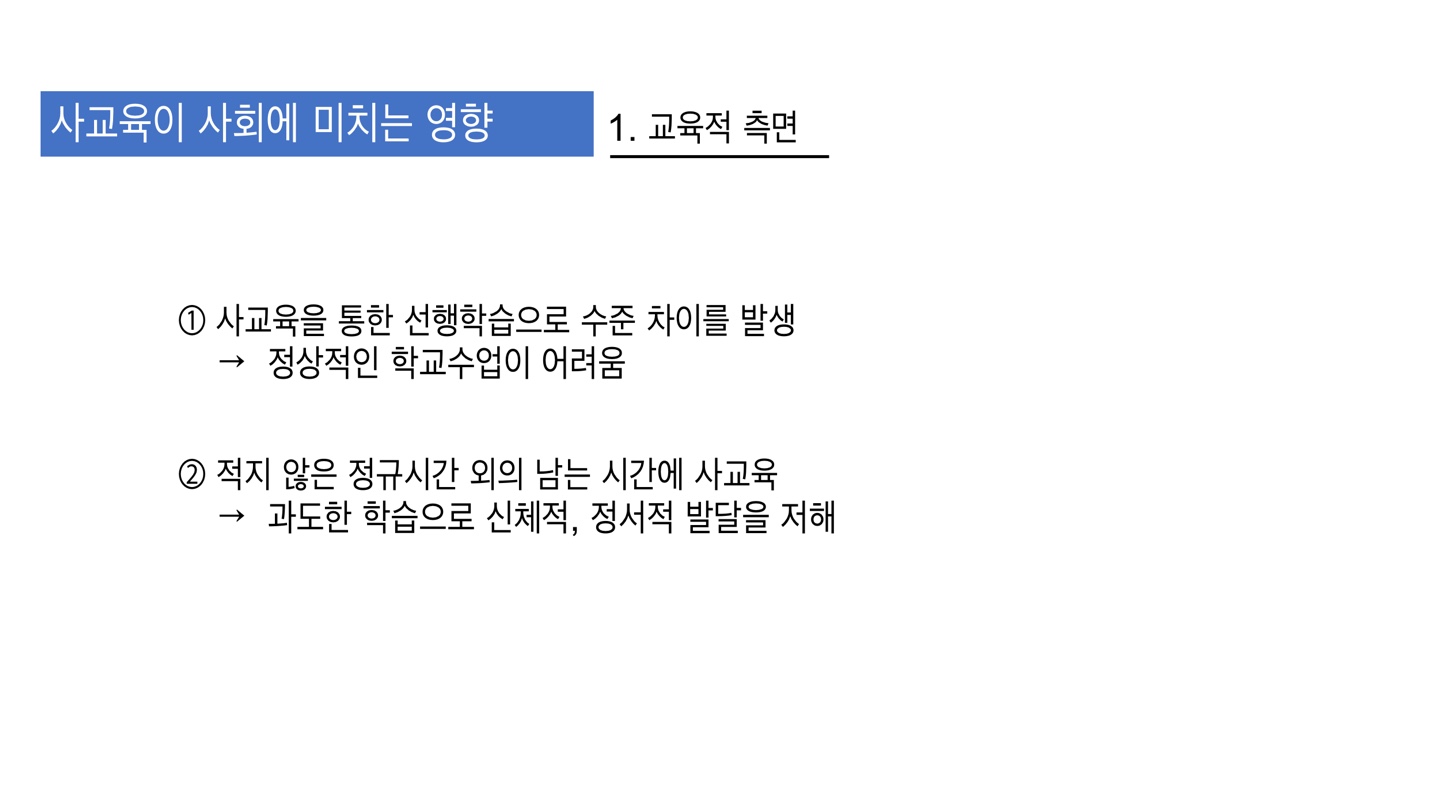 사교육이 사회에 미치는 영향
1. 교육적 측면
① 사교육을 통한 선행학습으로 수준 차이를 발생
→ 정상적인 학교수업이 어려움
② 적지 않은 정규시간 외의 남는 시간에 사교육
→ 과도한 학습으로 신체적, 정서적 발달을 저해